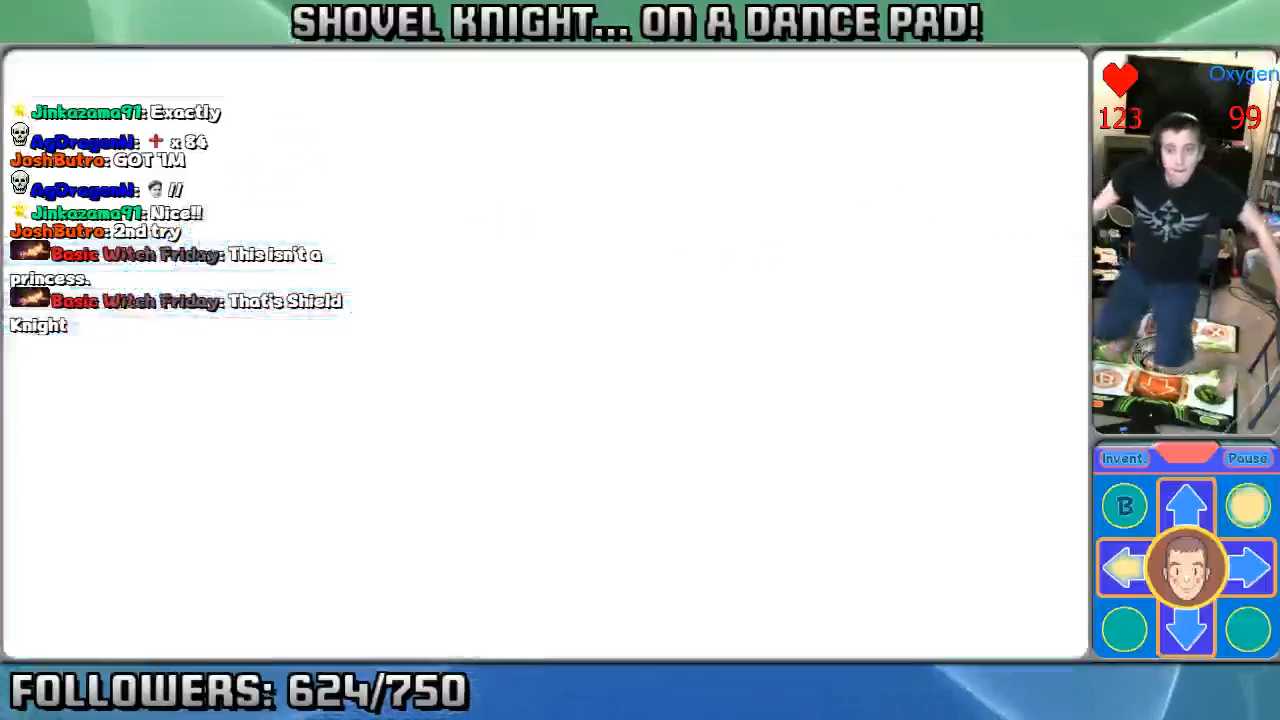 SHOVEL KNIGHT... ON A DANCE PAD!
Jinkazama91: Exactly
AgDragonN: x 84
JoshButro: GOT 'IM
AgDragonN: //
Jinkazama91: Nice!!
JoshButro: 2nd try
Basic Witch Friday: This isn't a
princess.
Basic Witch Friday: That's Shield
Knight
Oxygen
123
99
Invent.
Pause
B
FOLLOWERS: 624/750